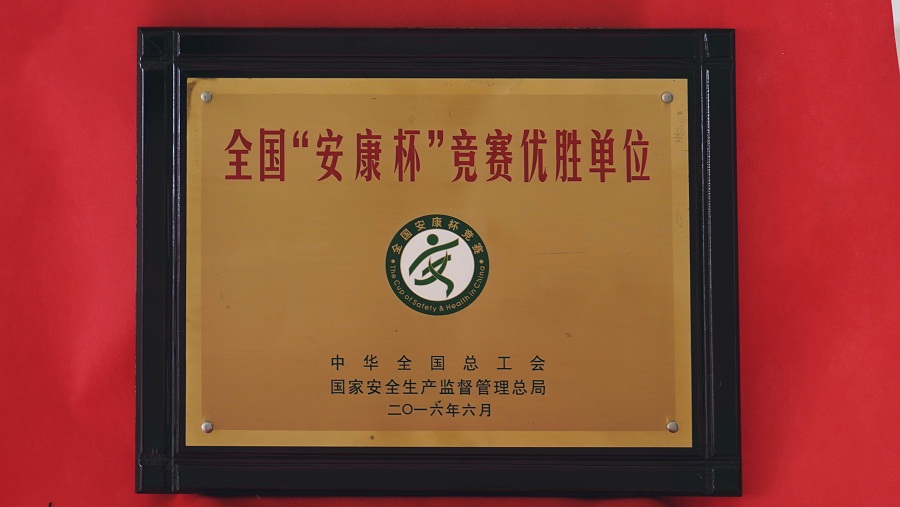 全国“安康杯”竞赛优胜单位
全国安康杯竞赛
The Cup of Safety & Health in China
中华全国总工会
国家安全生产监督管理总局
二〇一六年六月